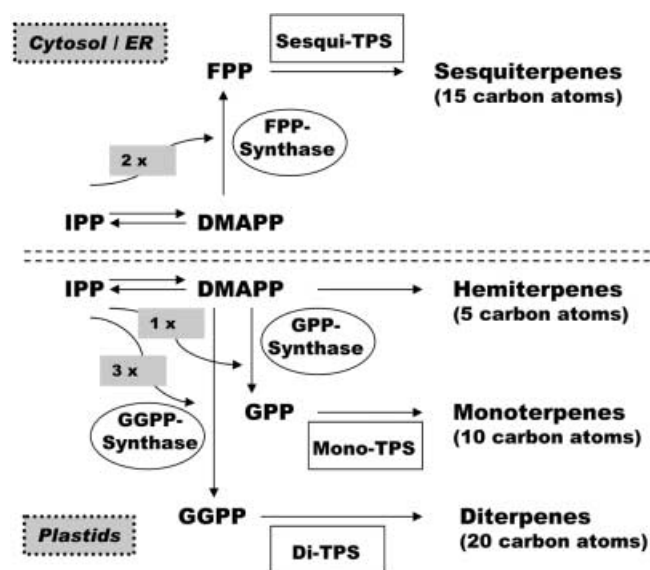 Cytosol / ER
Sesqui-TPS
FPP
Sesquiterpenes
(15 carbon atoms)
FPP-
Synthase
2 x
IPP
DMAPP
IPP
DMAPP
Hemiterpenes
(5 carbon atoms)
1 x
GPP-
Synthase
3 x
GGPP-
Synthase
GPP
Monoterpenes
(10 carbon atoms)
Mono-TPS
GGPP
Diterpenes
(20 carbon atoms)
Plastids
Di-TPS